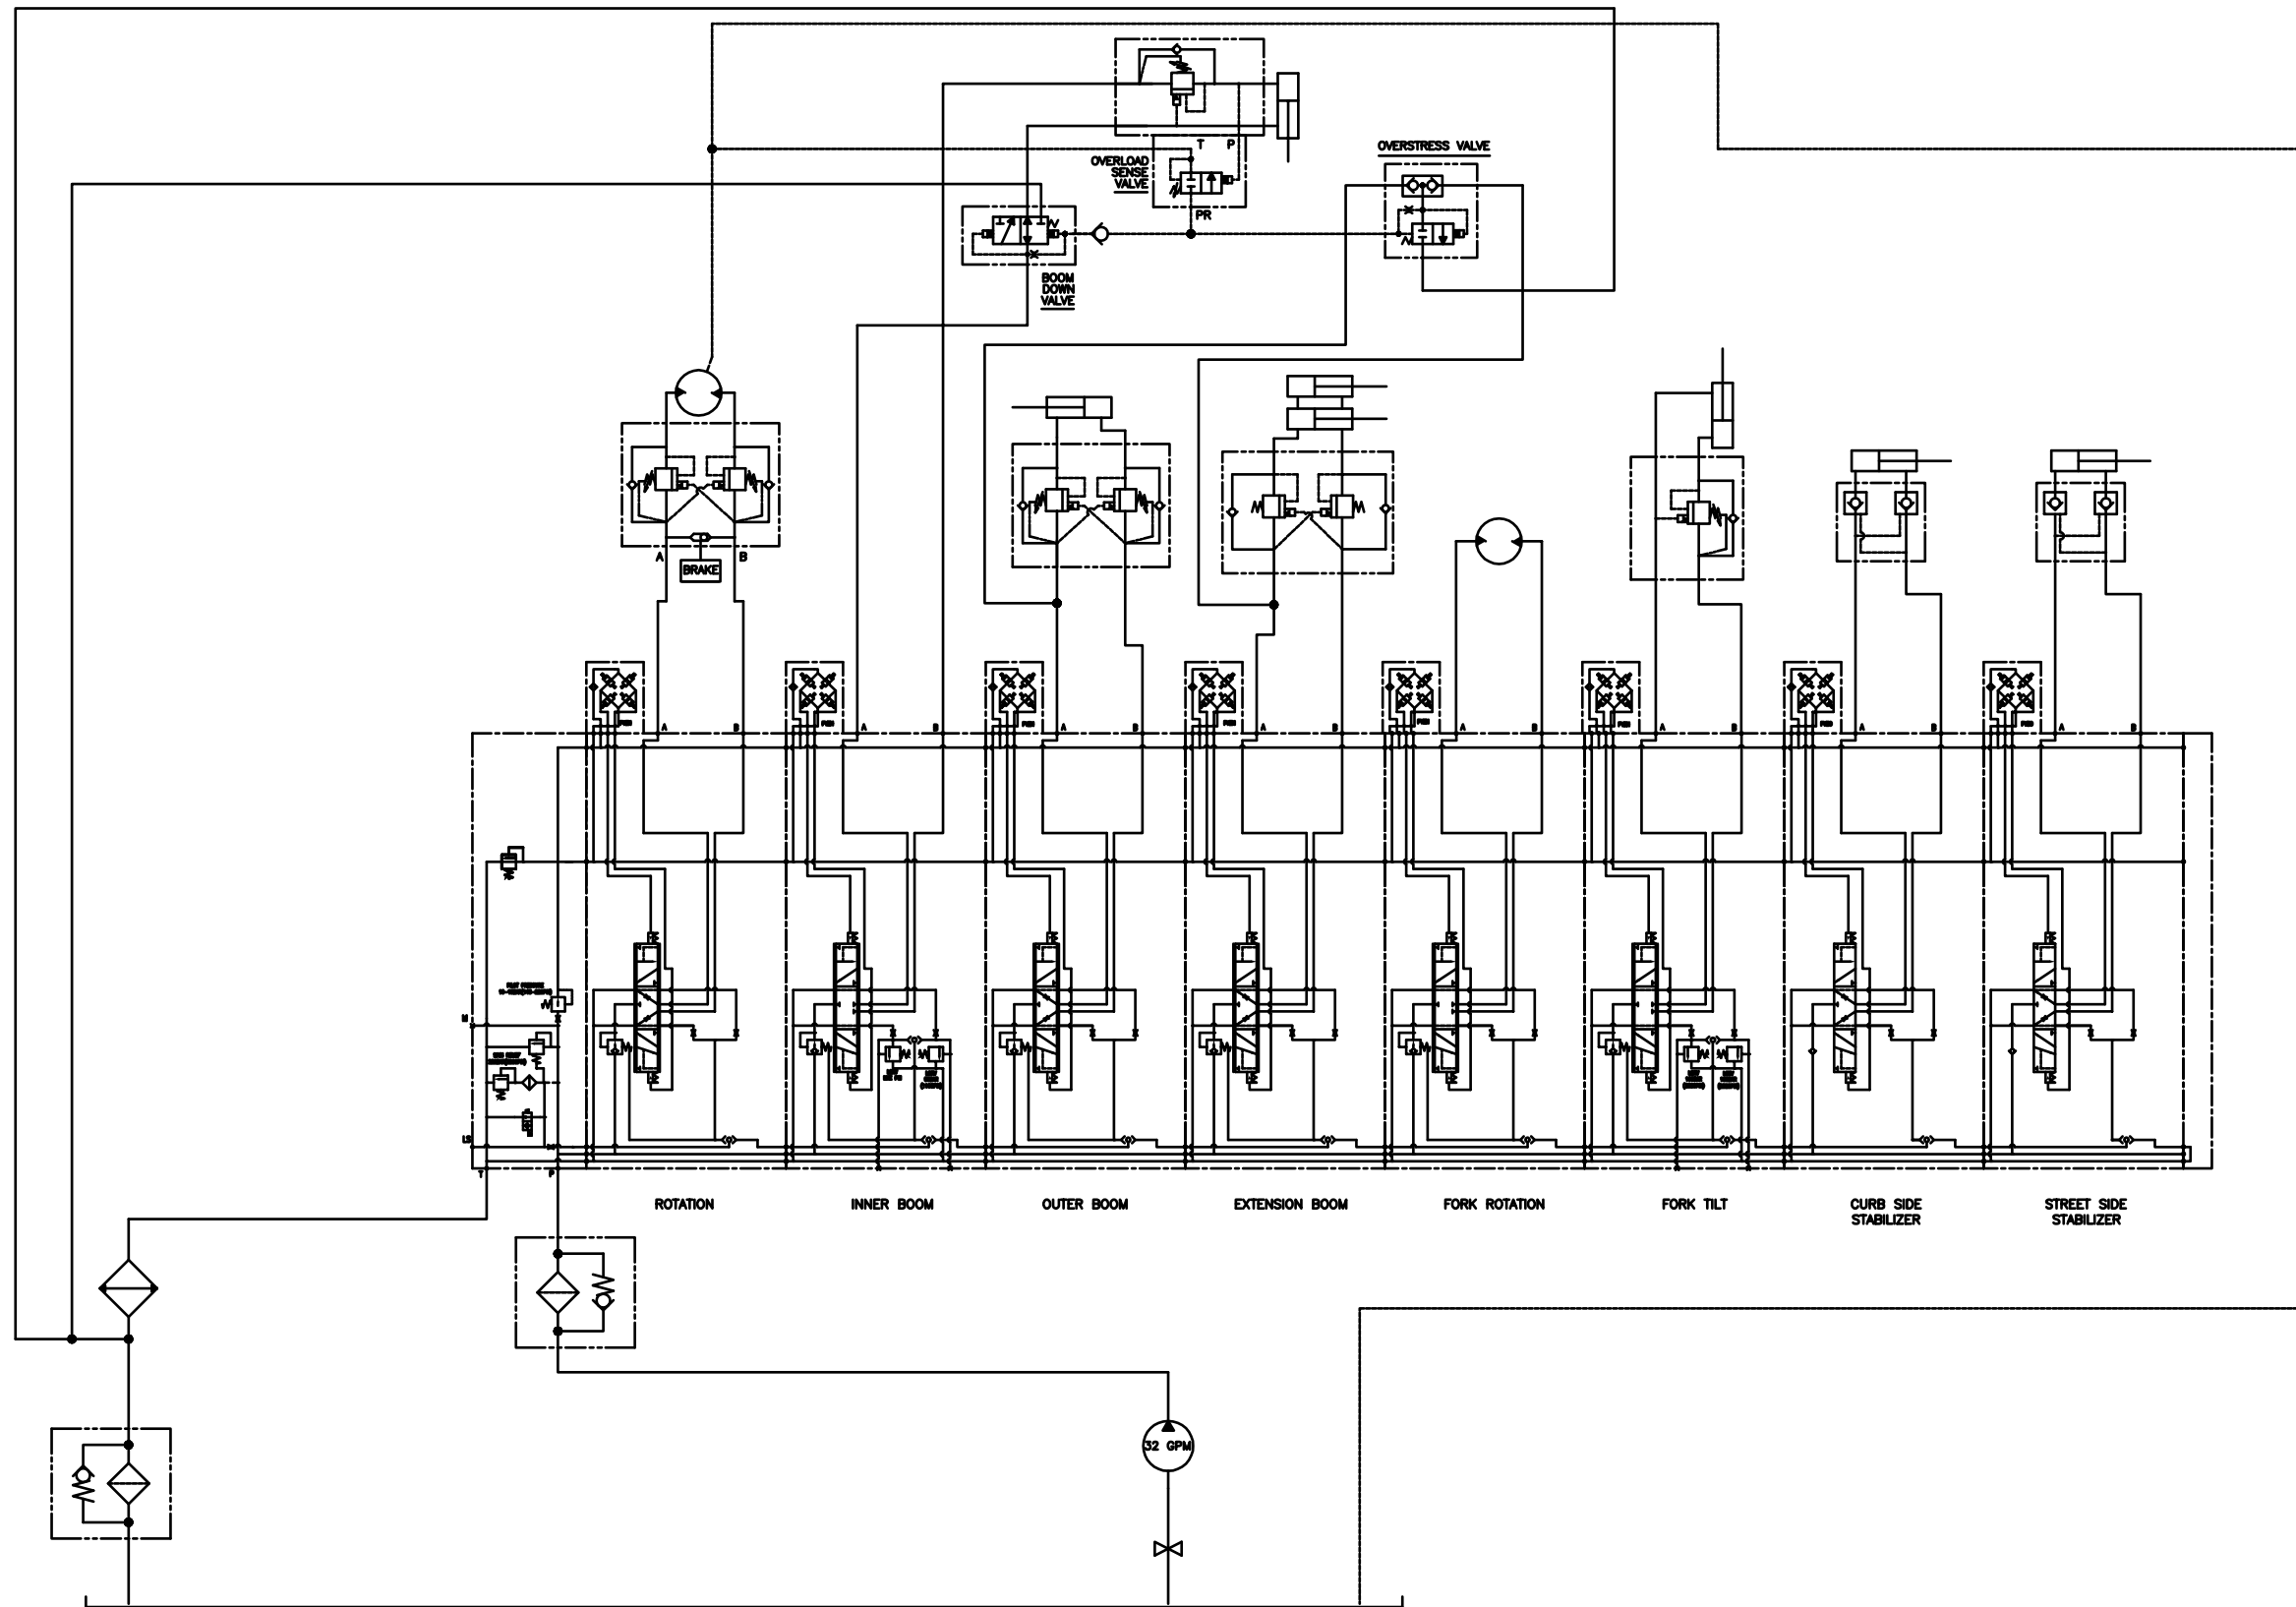 T P
OVERSTRESS VALVE
OVERLOAD
SENSE
VALVE
PR
BOOM
DOWN
VALVE
A B
BRAKE
A B A B A B A B A B A B A B A B
M
LS
T P
ROTATION
INNER BOOM
OUTER BOOM
EXTENSION BOOM
FORK ROTATION
FORK TILT
CURB SIDE
STABILIZER
STREET SIDE
STABILIZER
32 GPM